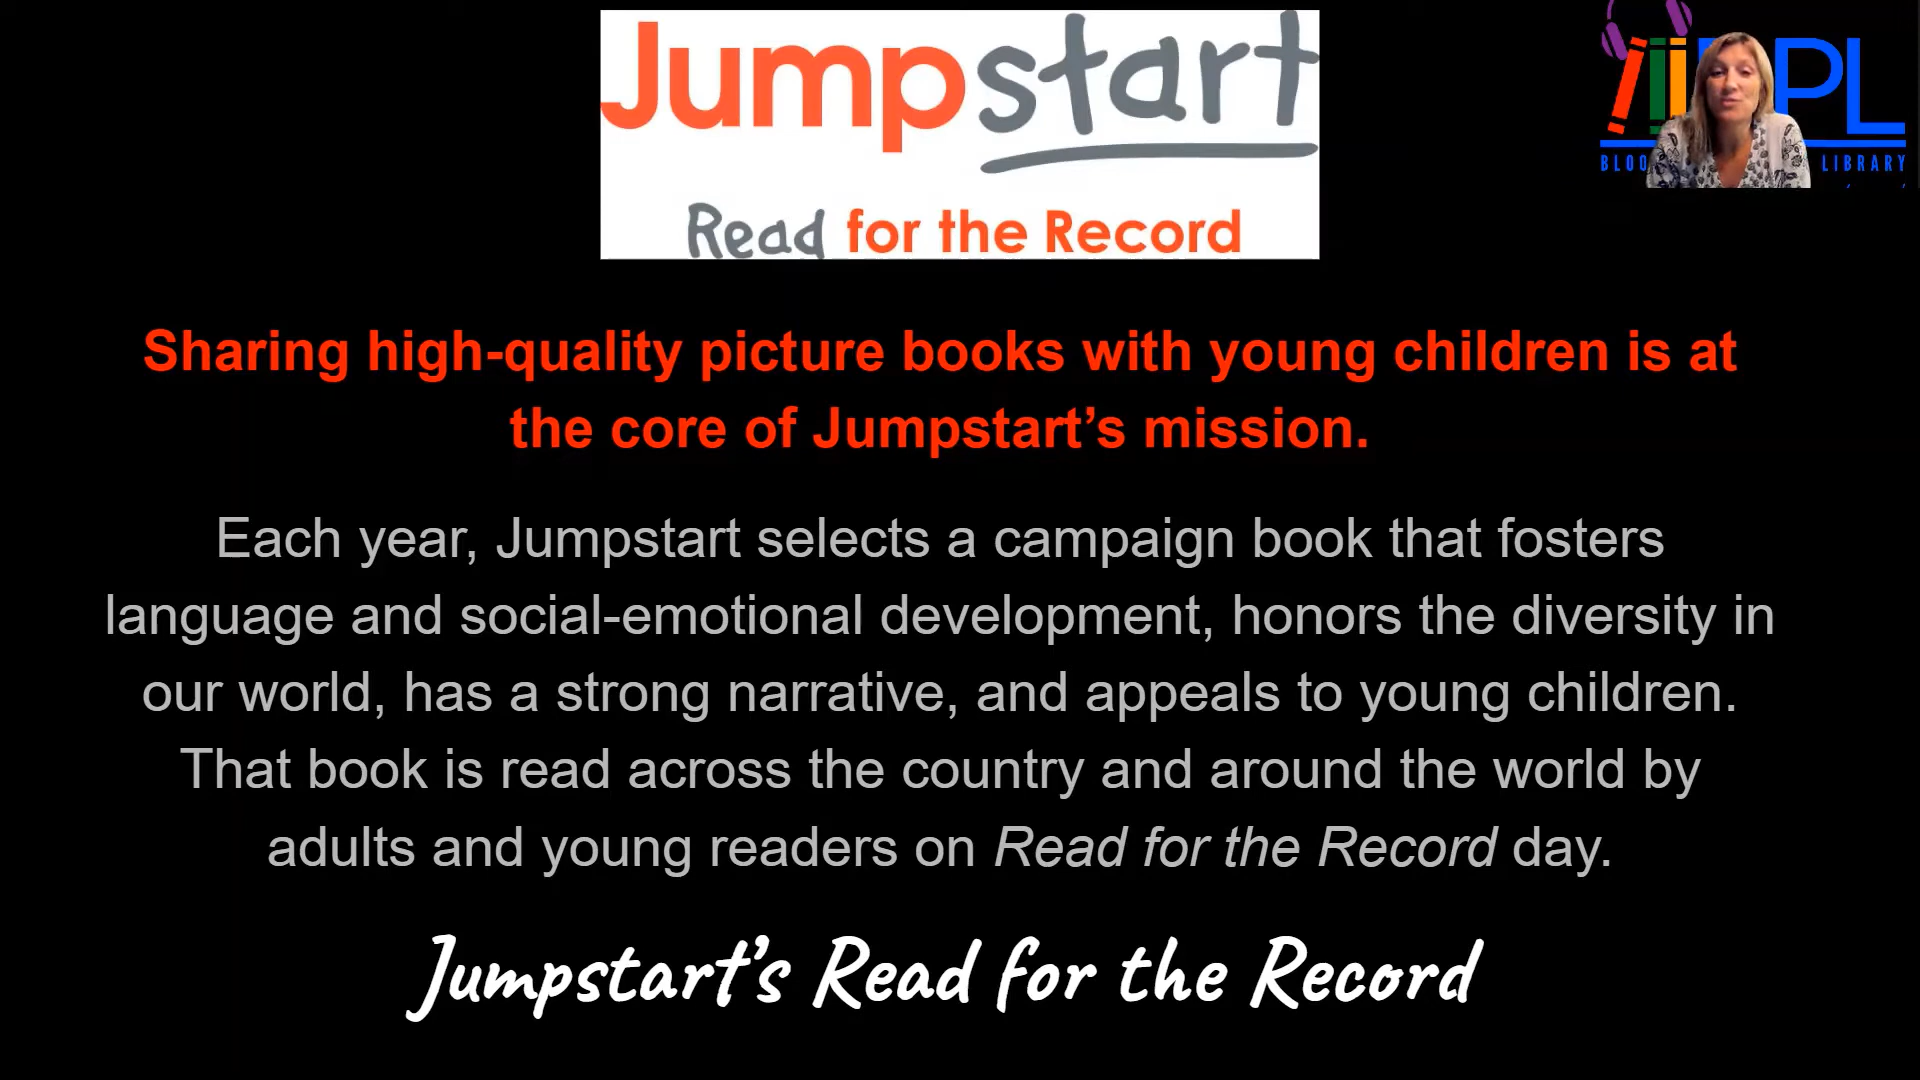 Jumpstart
Read for the Record
PL
LIBRARY
Sharing high-quality picture books with young children is at
the core of Jumpstart’s mission.
Each year, Jumpstart selects a campaign book that fosters
language and social-emotional development, honors the diversity in
our world, has a strong narrative, and appeals to young children.
That book is read across the country and around the world by
adults and young readers on Read for the Record day.
Jumpstart’s Read for the Record